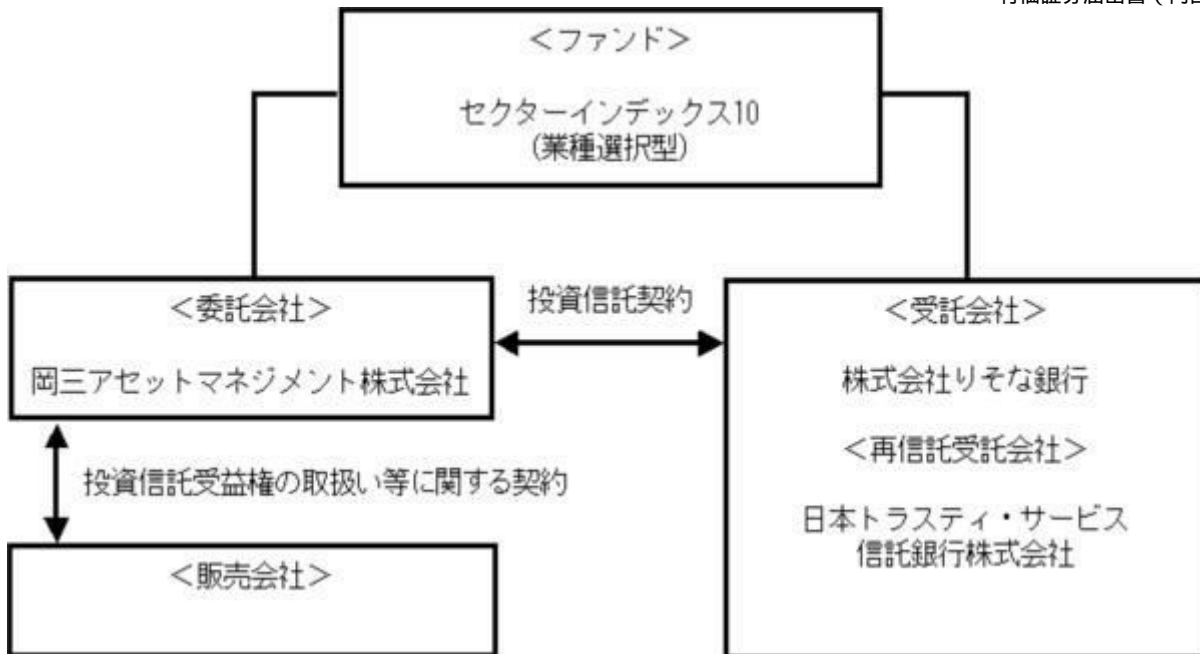 <ファンド>
セクターインデックス10
(業種選択型)
<委託会社>
岡三アセットマネジメント株式会社
投資信託契約
<受託会社>
株式会社りそな銀行
<再信託受託会社>
日本トラスティ・サービス
信託銀行株式会社
投資信託受益権の取扱い等に関する契約
<販売会社>